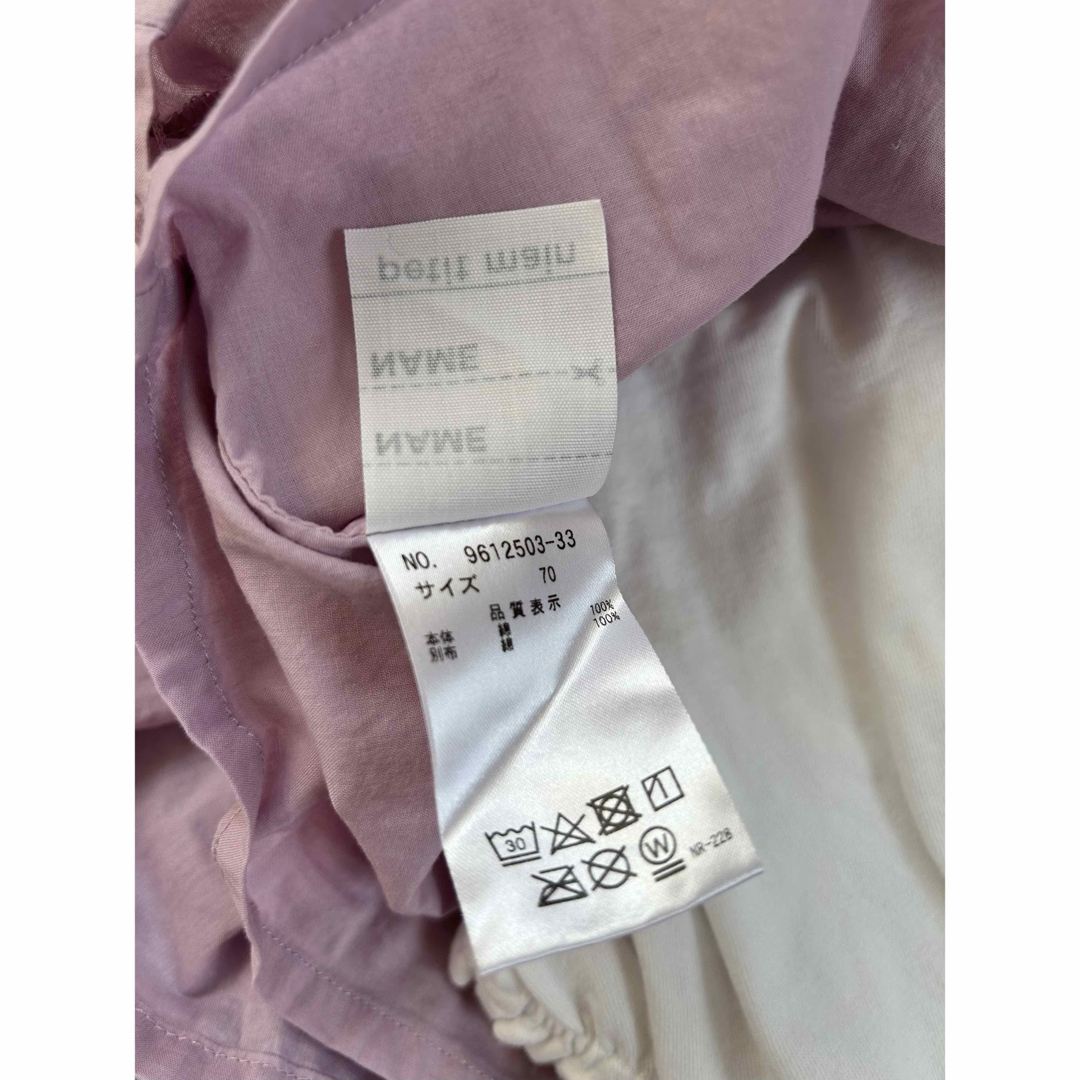 petit main
NAME
NAME
NO. 9612503-33
サイズ 70
品質表示
本体 綿 100%
別布 綿 100%
30
W
NR-228